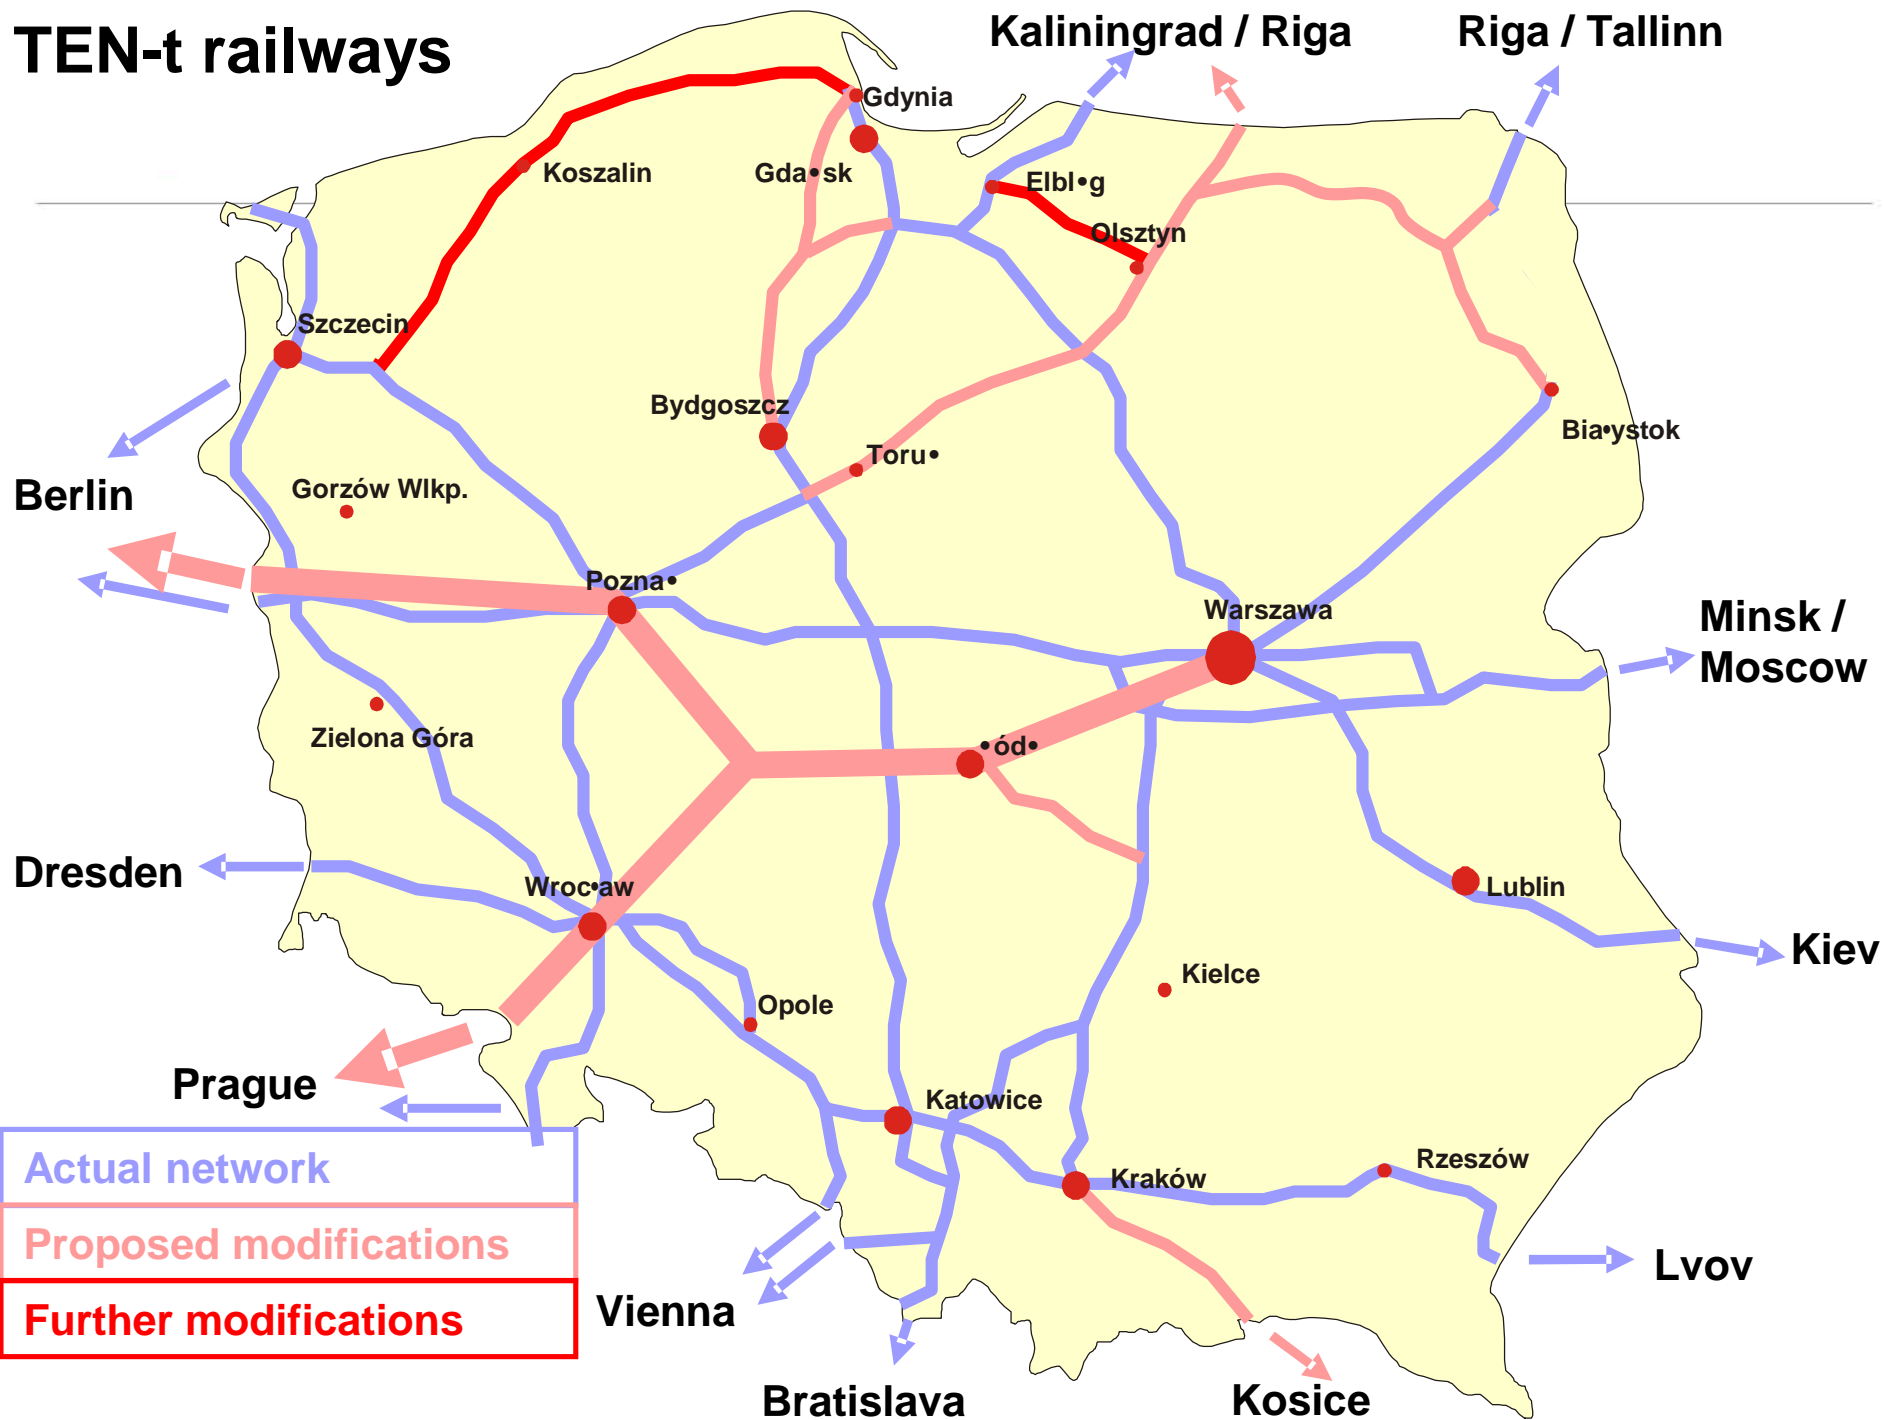 TEN-t railways
Kaliningrad / Riga
Riga / Tallinn
Gdynia
Koszalin
Gda•sk
Elbl•g
Olsztyn
Szczecin
Bydgoszcz
Toru•
Bia•ystok
Berlin
Gorzów Wlkp.
Pozna•
Warszawa
Minsk /
Moscow
Zielona Góra
•ód•
Dresden
Wroc•aw
Lublin
Kiev
Kielce
Opole
Prague
Katowice
Actual network
Kraków
Rzeszów
Proposed modifications
Lvov
Further modifications
Vienna
Bratislava
Kosice